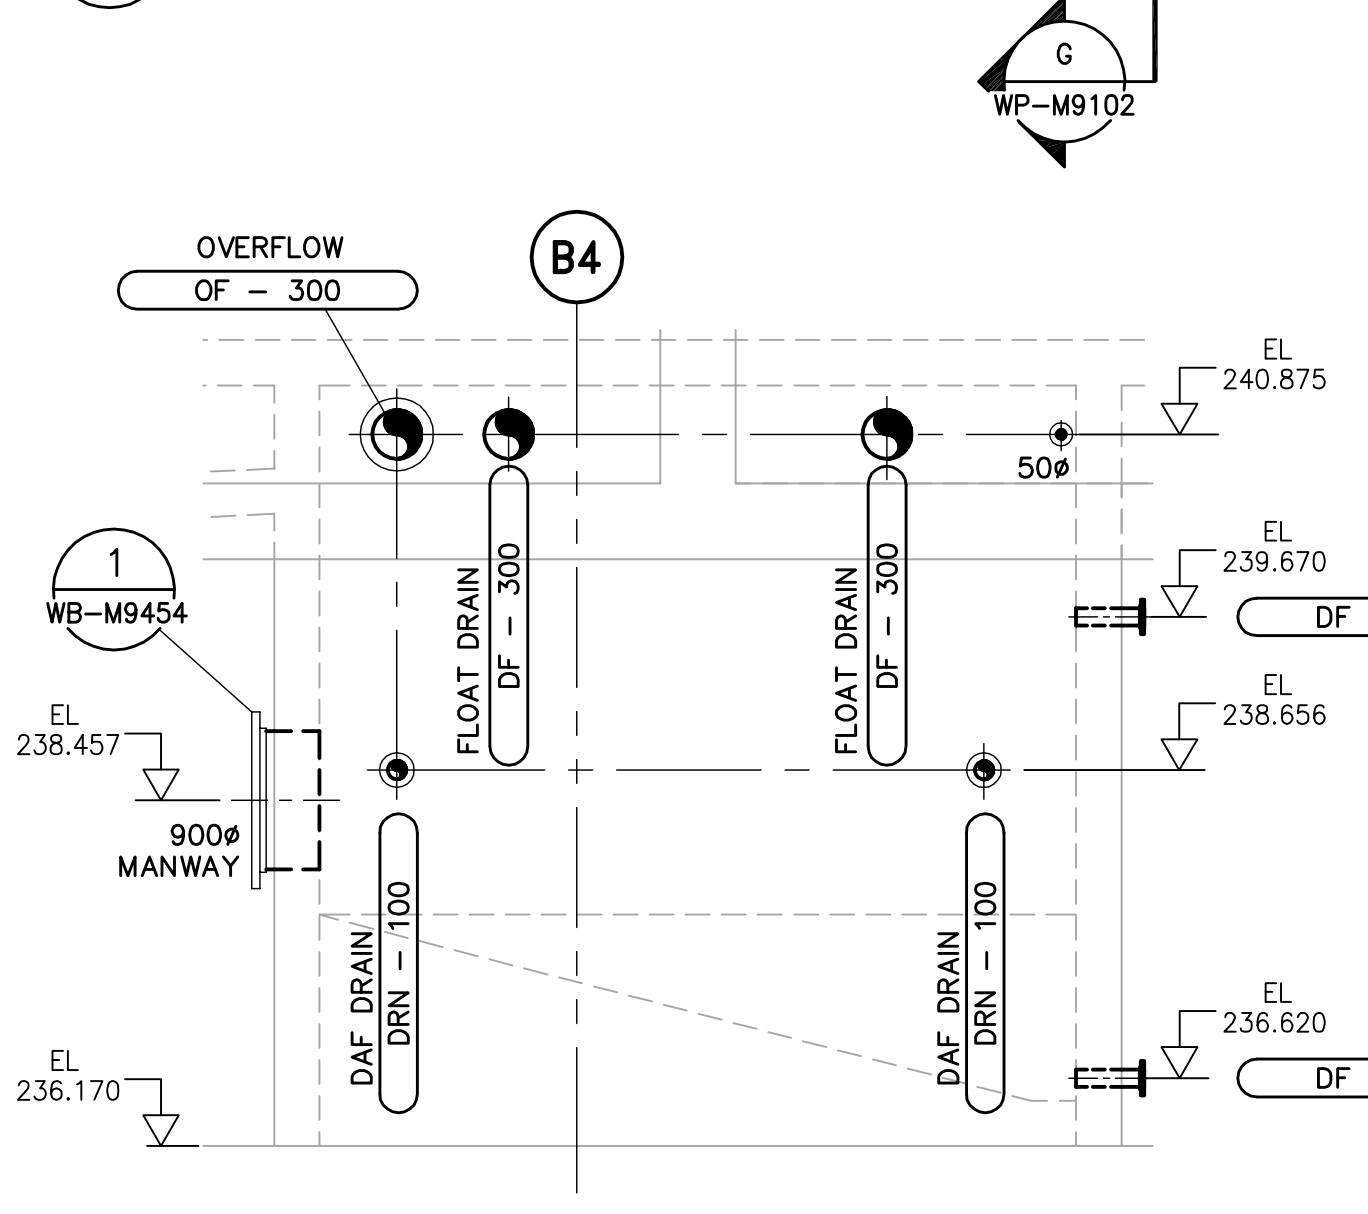 G
WP-M9102
OVERFLOW
OF - 300
B4
EL
240.875
50ø
EL
239.670
DF
1
WB-M9454
FLOAT DRAIN
DF - 300
FLOAT DRAIN
DF - 300
EL
238.656
EL
238.457
900ø
MANWAY
DAF DRAIN
DRN - 100
DAF DRAIN
DRN - 100
EL
236.620
DF
EL
236.170